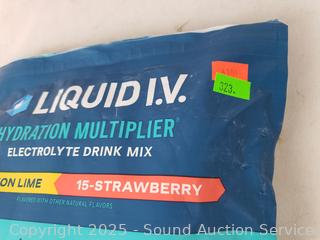 LIQUID I.V.
323.
HYDRATION MULTIPLIER
ELECTROLYTE DRINK MIX
ON LIME
15-STRAWBERRY
FLAVORED WITH OTHER NATURAL FLAVORS
Copyright 2025 - Sound Auction Service